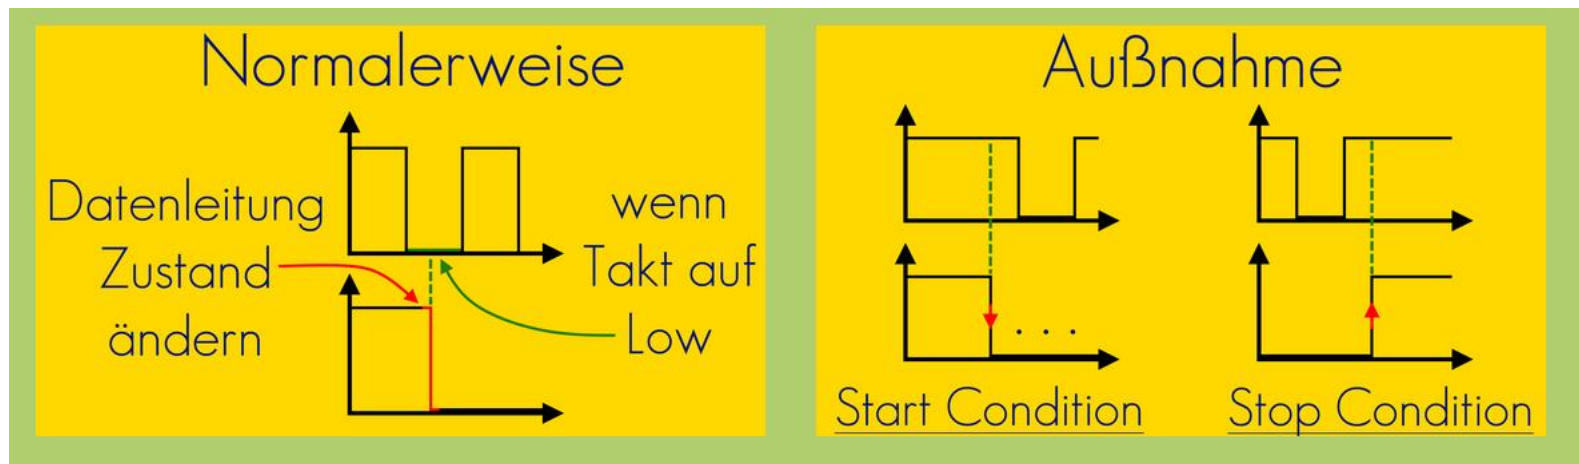 Normalerweise
Datenleitung
Zustand
ändern
wenn
Takt auf
Low
Außnahme
. . .
Start Condition
Stop Condition